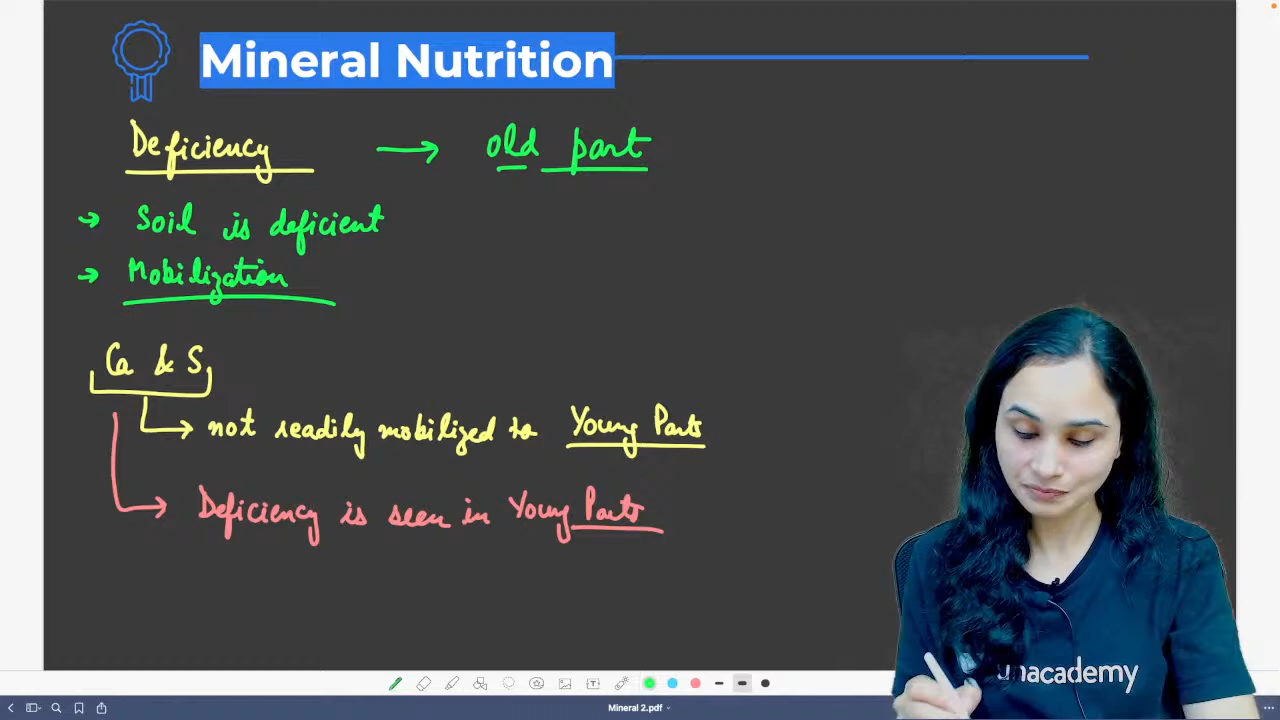 Mineral Nutrition
Deficiency → old part
→ Soil is deficient
→ Mobilization
Ca & S
→ not readily mobilized to Young Parts
→ Deficiency is seen in Young Parts
unacademy
Mineral 2.pdf